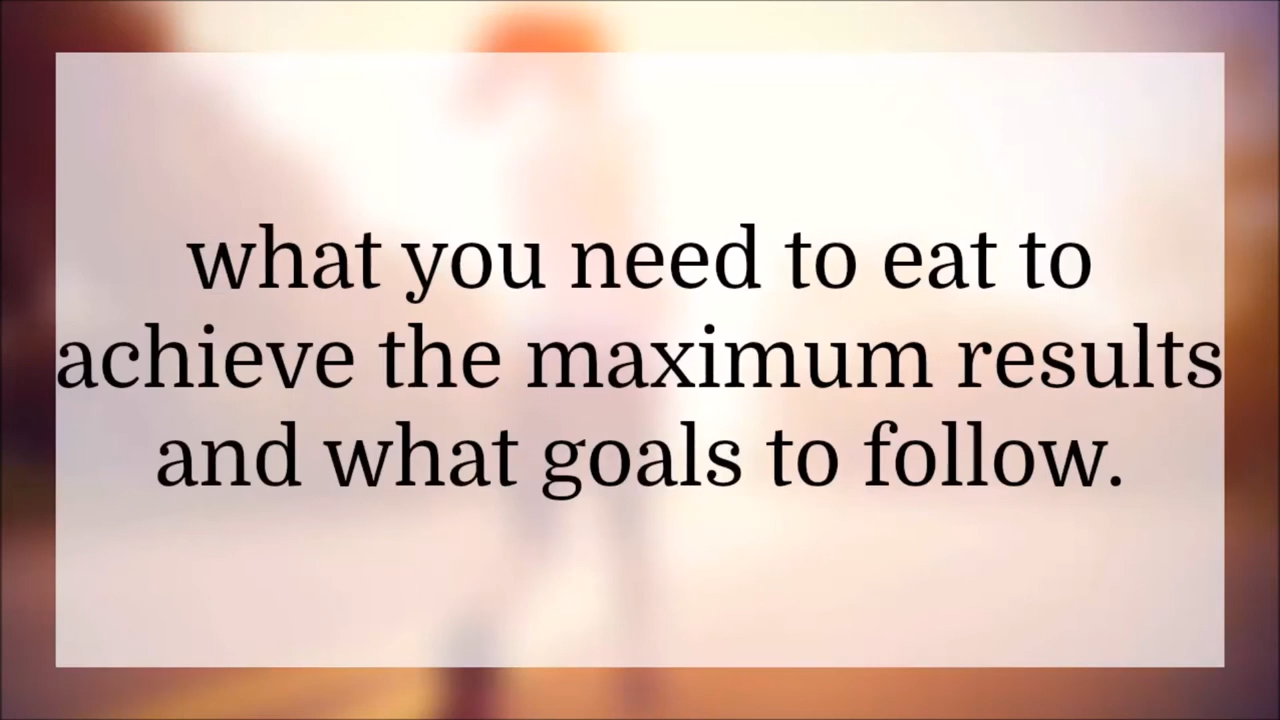 what you need to eat to
achieve the maximum results
and what goals to follow.